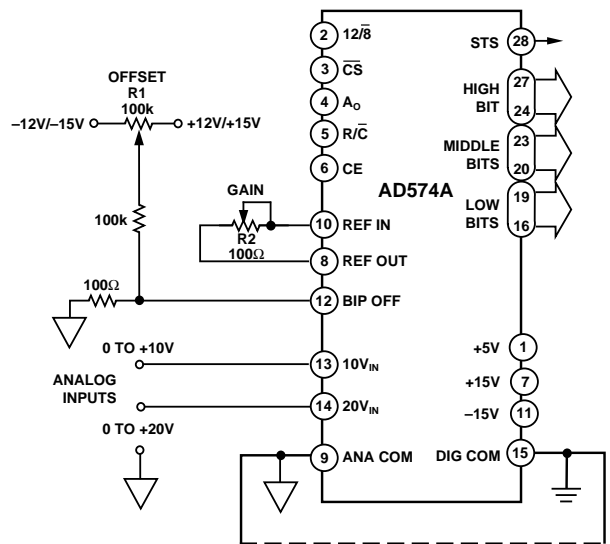 OFFSET
R1
100k
–12V/–15V
+12V/+15V
100k
GAIN
R2
100Ω
100Ω
0 TO +10V
ANALOG
INPUTS
0 TO +20V
2 12/8̅
3 C̅S̅
4 AO
5 R/C̅
6 CE
10 REF IN
8 REF OUT
12 BIP OFF
13 10VIN
14 20VIN
9 ANA COM
AD574A
STS 28
27
HIGH
BIT
24
23
MIDDLE
BITS
20
19
LOW
BITS
16
+5V 1
+15V 7
–15V 11
DIG COM 15